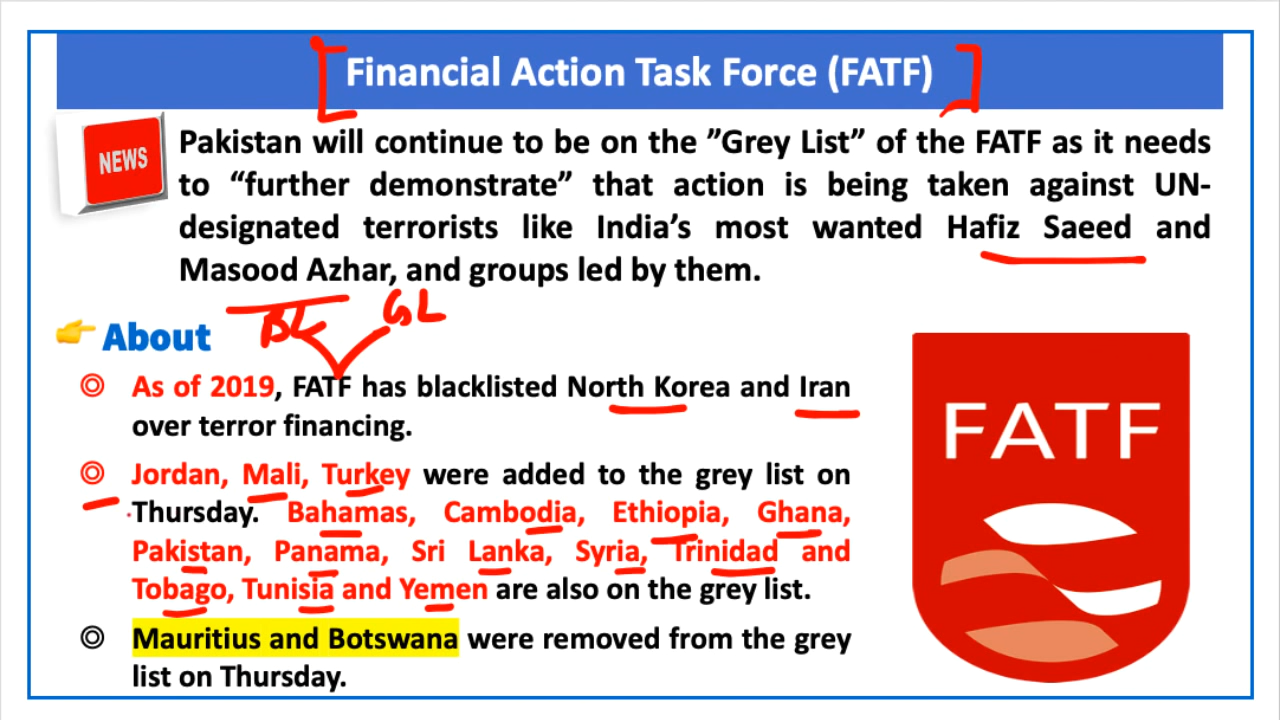 Financial Action Task Force (FATF)
NEWS
Pakistan will continue to be on the ”Grey List” of the FATF as it needs
to “further demonstrate” that action is being taken against UN-
designated terrorists like India’s most wanted Hafiz Saeed and
Masood Azhar, and groups led by them.
BL GL
About
As of 2019, FATF has blacklisted North Korea and Iran
over terror financing.
Jordan, Mali, Turkey were added to the grey list on
Thursday. Bahamas, Cambodia, Ethiopia, Ghana,
Pakistan, Panama, Sri Lanka, Syria, Trinidad and
Tobago, Tunisia and Yemen are also on the grey list.
Mauritius and Botswana were removed from the grey
list on Thursday.
FATF